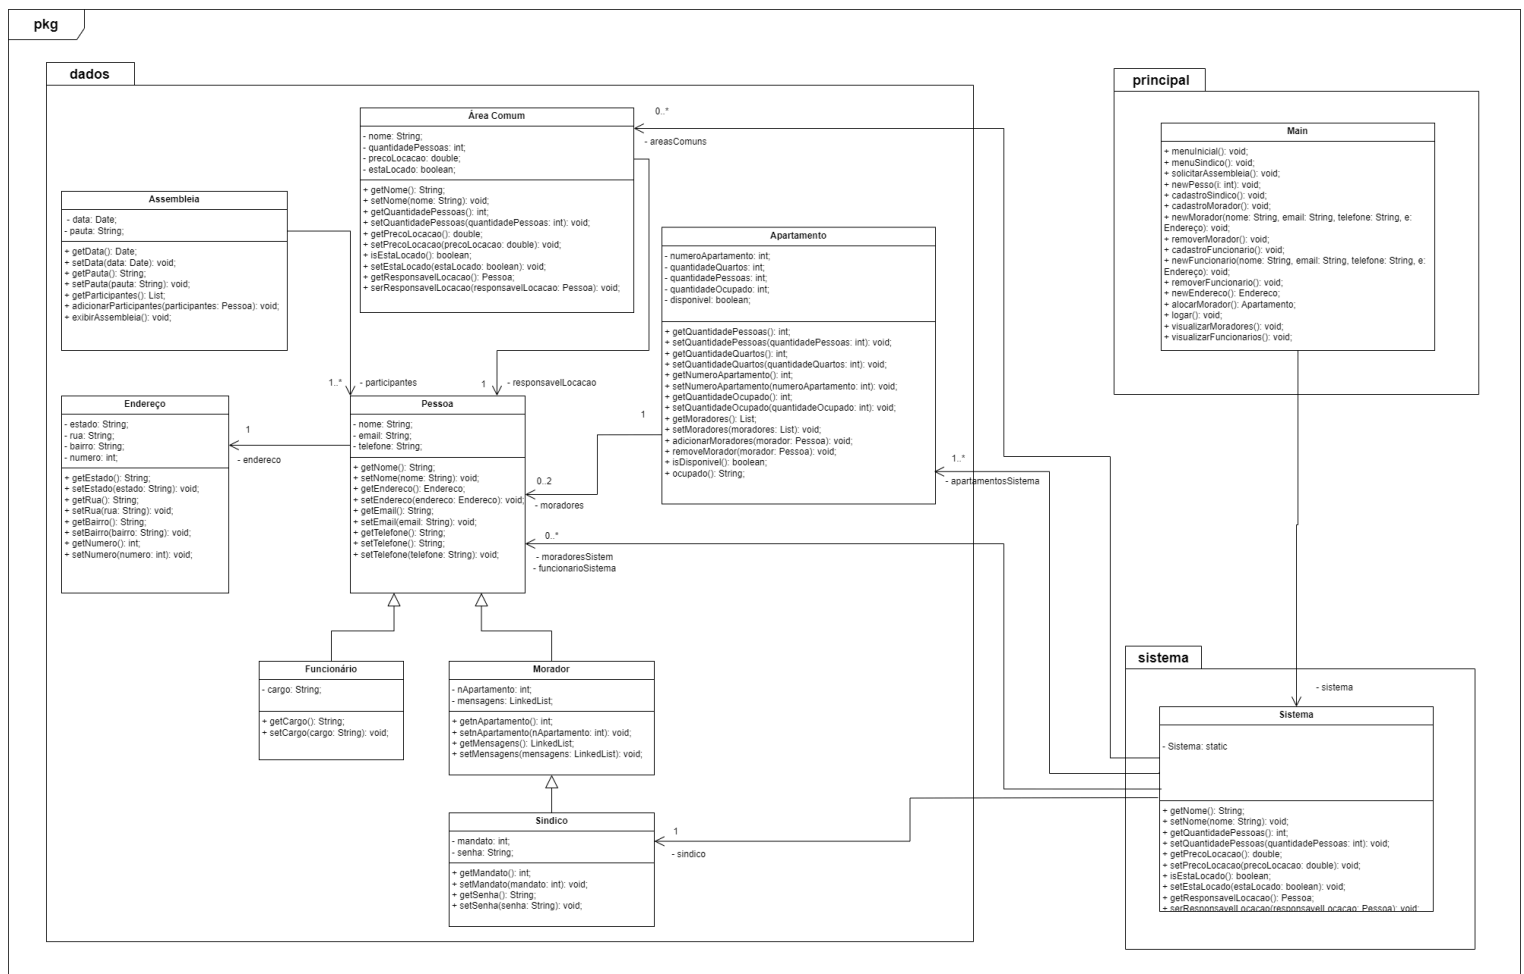 pkg
dados
Área Comum
- nome: String;
- quantidadePessoas: int;
- precoLocacao: double;
- estaLocado: boolean;
+ getNome(): String;
+ setNome(nome: String): void;
+ getQuantidadePessoas(): int;
+ setQuantidadePessoas(quantidadePessoas: int): void;
+ getPrecoLocacao(): double;
+ setPrecoLocacao(precoLocacao: double): void;
+ isEstaLocado(): boolean;
+ setEstaLocado(estaLocado: boolean): void;
+ getResponsavelLocacao(): Pessoa;
+ serResponsavelLocacao(responsavelLocacao: Pessoa): void;
0..*
- areasComuns
Assembleia
- data: Date;
- pauta: String;
+ getData(): Date;
+ setData(data: Date): void;
+ getPauta(): String;
+ setPauta(pauta: String): void;
+ getParticipantes(): List;
+ adicionarParticipantes(participantes: Pessoa): void;
+ exibirAssembleia(): void;
1..*
- participantes
1
- responsavelLocacao
Apartamento
- numeroApartamento: int;
- quantidadeQuartos: int;
- quantidadePessoas: int;
- quantidadeOcupado: int;
- disponivel: boolean;
+ getQuantidadePessoas(): int;
+ setQuantidadePessoas(quantidadePessoas: int): void;
+ getQuantidadeQuartos(): int;
+ setQuantidadeQuartos(quantidadeQuartos: int): void;
+ getNumeroApartamento(): int;
+ setNumeroApartamento(numeroApartamento: int): void;
+ getQuantidadeOcupado(): int;
+ setQuantidadeOcupado(quantidadeOcupado: int): void;
+ getMoradores(): List;
+ setMoradores(moradores: List): void;
+ adicionarMoradores(morador: Pessoa): void;
+ removeMorador(morador: Pessoa): void;
+ isDisponivel(): boolean;
+ ocupado(): String;
1
0..2
- moradores
1..*
- apartamentosSistema
Endereço
- estado: String;
- rua: String;
- bairro: String;
- numero: int;
+ getEstado(): String;
+ setEstado(estado: String): void;
+ getRua(): String;
+ setRua(rua: String): void;
+ getBairro(): String;
+ setBairro(bairro: String): void;
+ getNumero(): int;
+ setNumero(numero: int): void;
1
- endereco
Pessoa
- nome: String;
- email: String;
- telefone: String;
+ getNome(): String;
+ setNome(nome: String): void;
+ getEndereco(): Endereco;
+ setEndereco(endereco: Endereco): void;
+ getEmail(): String;
+ setEmail(email: String): void;
+ getTelefone(): String;
+ setTelefone(): String;
+ setTelefone(telefone: String): void;
0..*
- moradoresSistem
- funcionarioSistema
Funcionário
- cargo: String;
+ getCargo(): String;
+ setCargo(cargo: String): void;
Morador
- nApartamento: int;
- mensagens: LinkedList;
+ getnApartamento(): int;
+ setnApartamento(nApartamento: int): void;
+ getMensagens(): LinkedList;
+ setMensagens(mensagens: LinkedList): void;
Sindico
- mandato: int;
- senha: String;
+ getMandato(): int;
+ setMandato(mandato: int): void;
+ getSenha(): String;
+ setSenha(senha: String): void;
1
- sindico
principal
Main
+ menuInicial(): void;
+ menuSindico(): void;
+ solicitarAssembleia(): void;
+ newPesso(i: int): void;
+ cadastroSindico(): void;
+ cadastroMorador(): void;
+ newMorador(nome: String, email: String, telefone: String, e:
Endereço): void;
+ removerMorador(): void;
+ cadastroFuncionario(): void;
+ newFuncionario(nome: String, email: String, telefone: String, e:
Endereço): void;
+ removerFuncionario(): void;
+ newEndereco(): Endereco;
+ alocarMorador(): Apartamento;
+ logar(): void;
+ visualizarMoradores(): void;
+ visualizarFuncionarios(): void;
sistema
- sistema
Sistema
- Sistema: static
+ getNome(): String;
+ setNome(nome: String): void;
+ getQuantidadePessoas(): int;
+ setQuantidadePessoas(quantidadePessoas: int): void;
+ getPrecoLocacao(): double;
+ setPrecoLocacao(precoLocacao: double): void;
+ isEstaLocado(): boolean;
+ setEstaLocado(estaLocado: boolean): void;
+ getResponsavelLocacao(): Pessoa;
+ serResponsavelLocacao(responsavelLocacao: Pessoa): void;